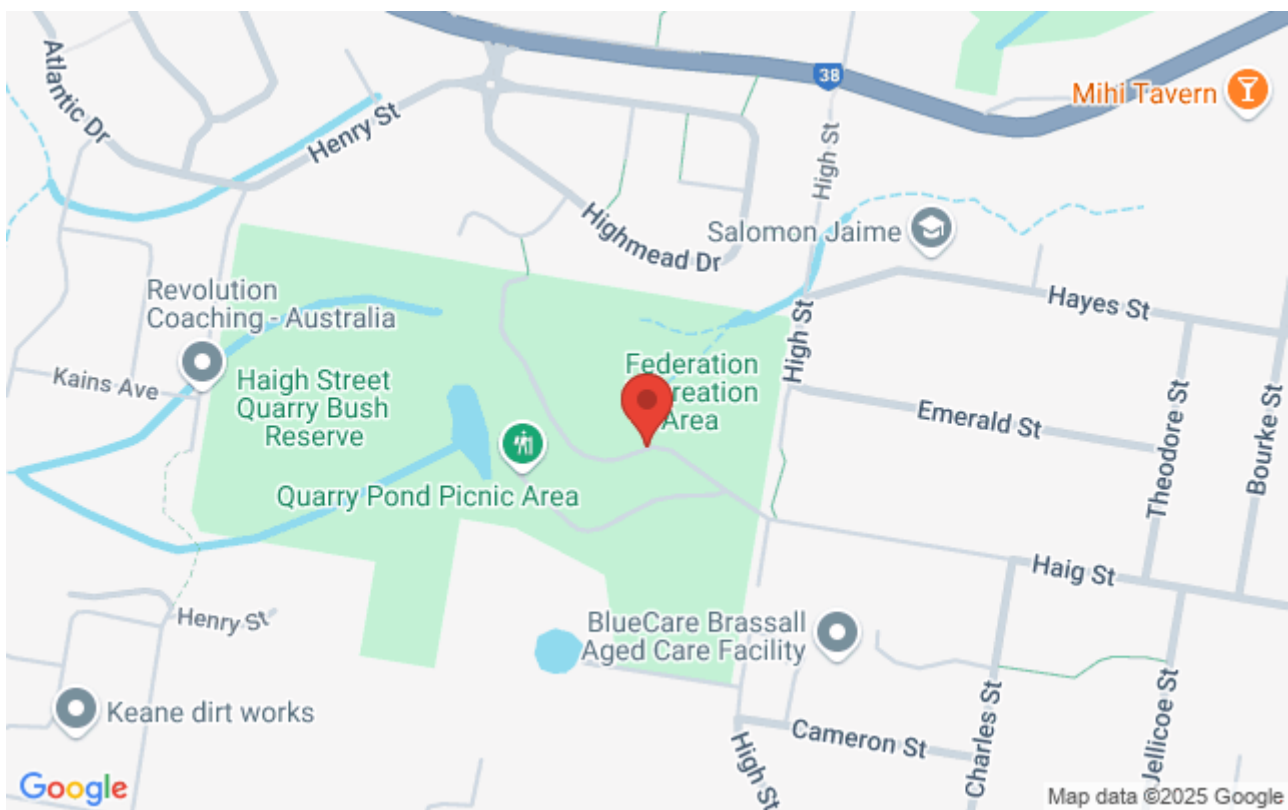 38
Mihi Tavern
Atlantic Dr
Henry St
High St
Highmead Dr
Salomon Jaime
Revolution
Coaching - Australia
Hayes St
High St
Kains Ave
Haigh Street
Quarry Bush
Reserve
Federation
reation
Area
Emerald St
Theodore St
Bourke St
Quarry Pond Picnic Area
Haig St
Henry St
BlueCare Brassall
Aged Care Facility
Keane dirt works
Cameron St
Charles St
Jellicoe St
High St
Google
Map data ©2025 Google